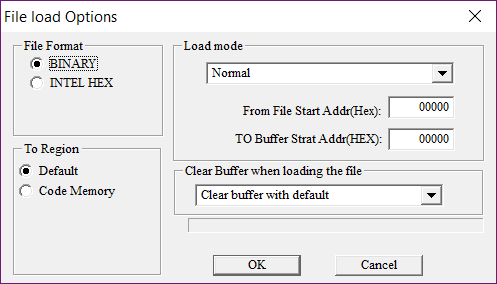 File load Options
File Format
BINARY
INTEL HEX
To Region
Default
Code Memory
Load mode
Normal
From File Start Addr(Hex):
00000
TO Buffer Strat Addr(HEX):
00000
Clear Buffer when loading the file
Clear buffer with default
OK
Cancel